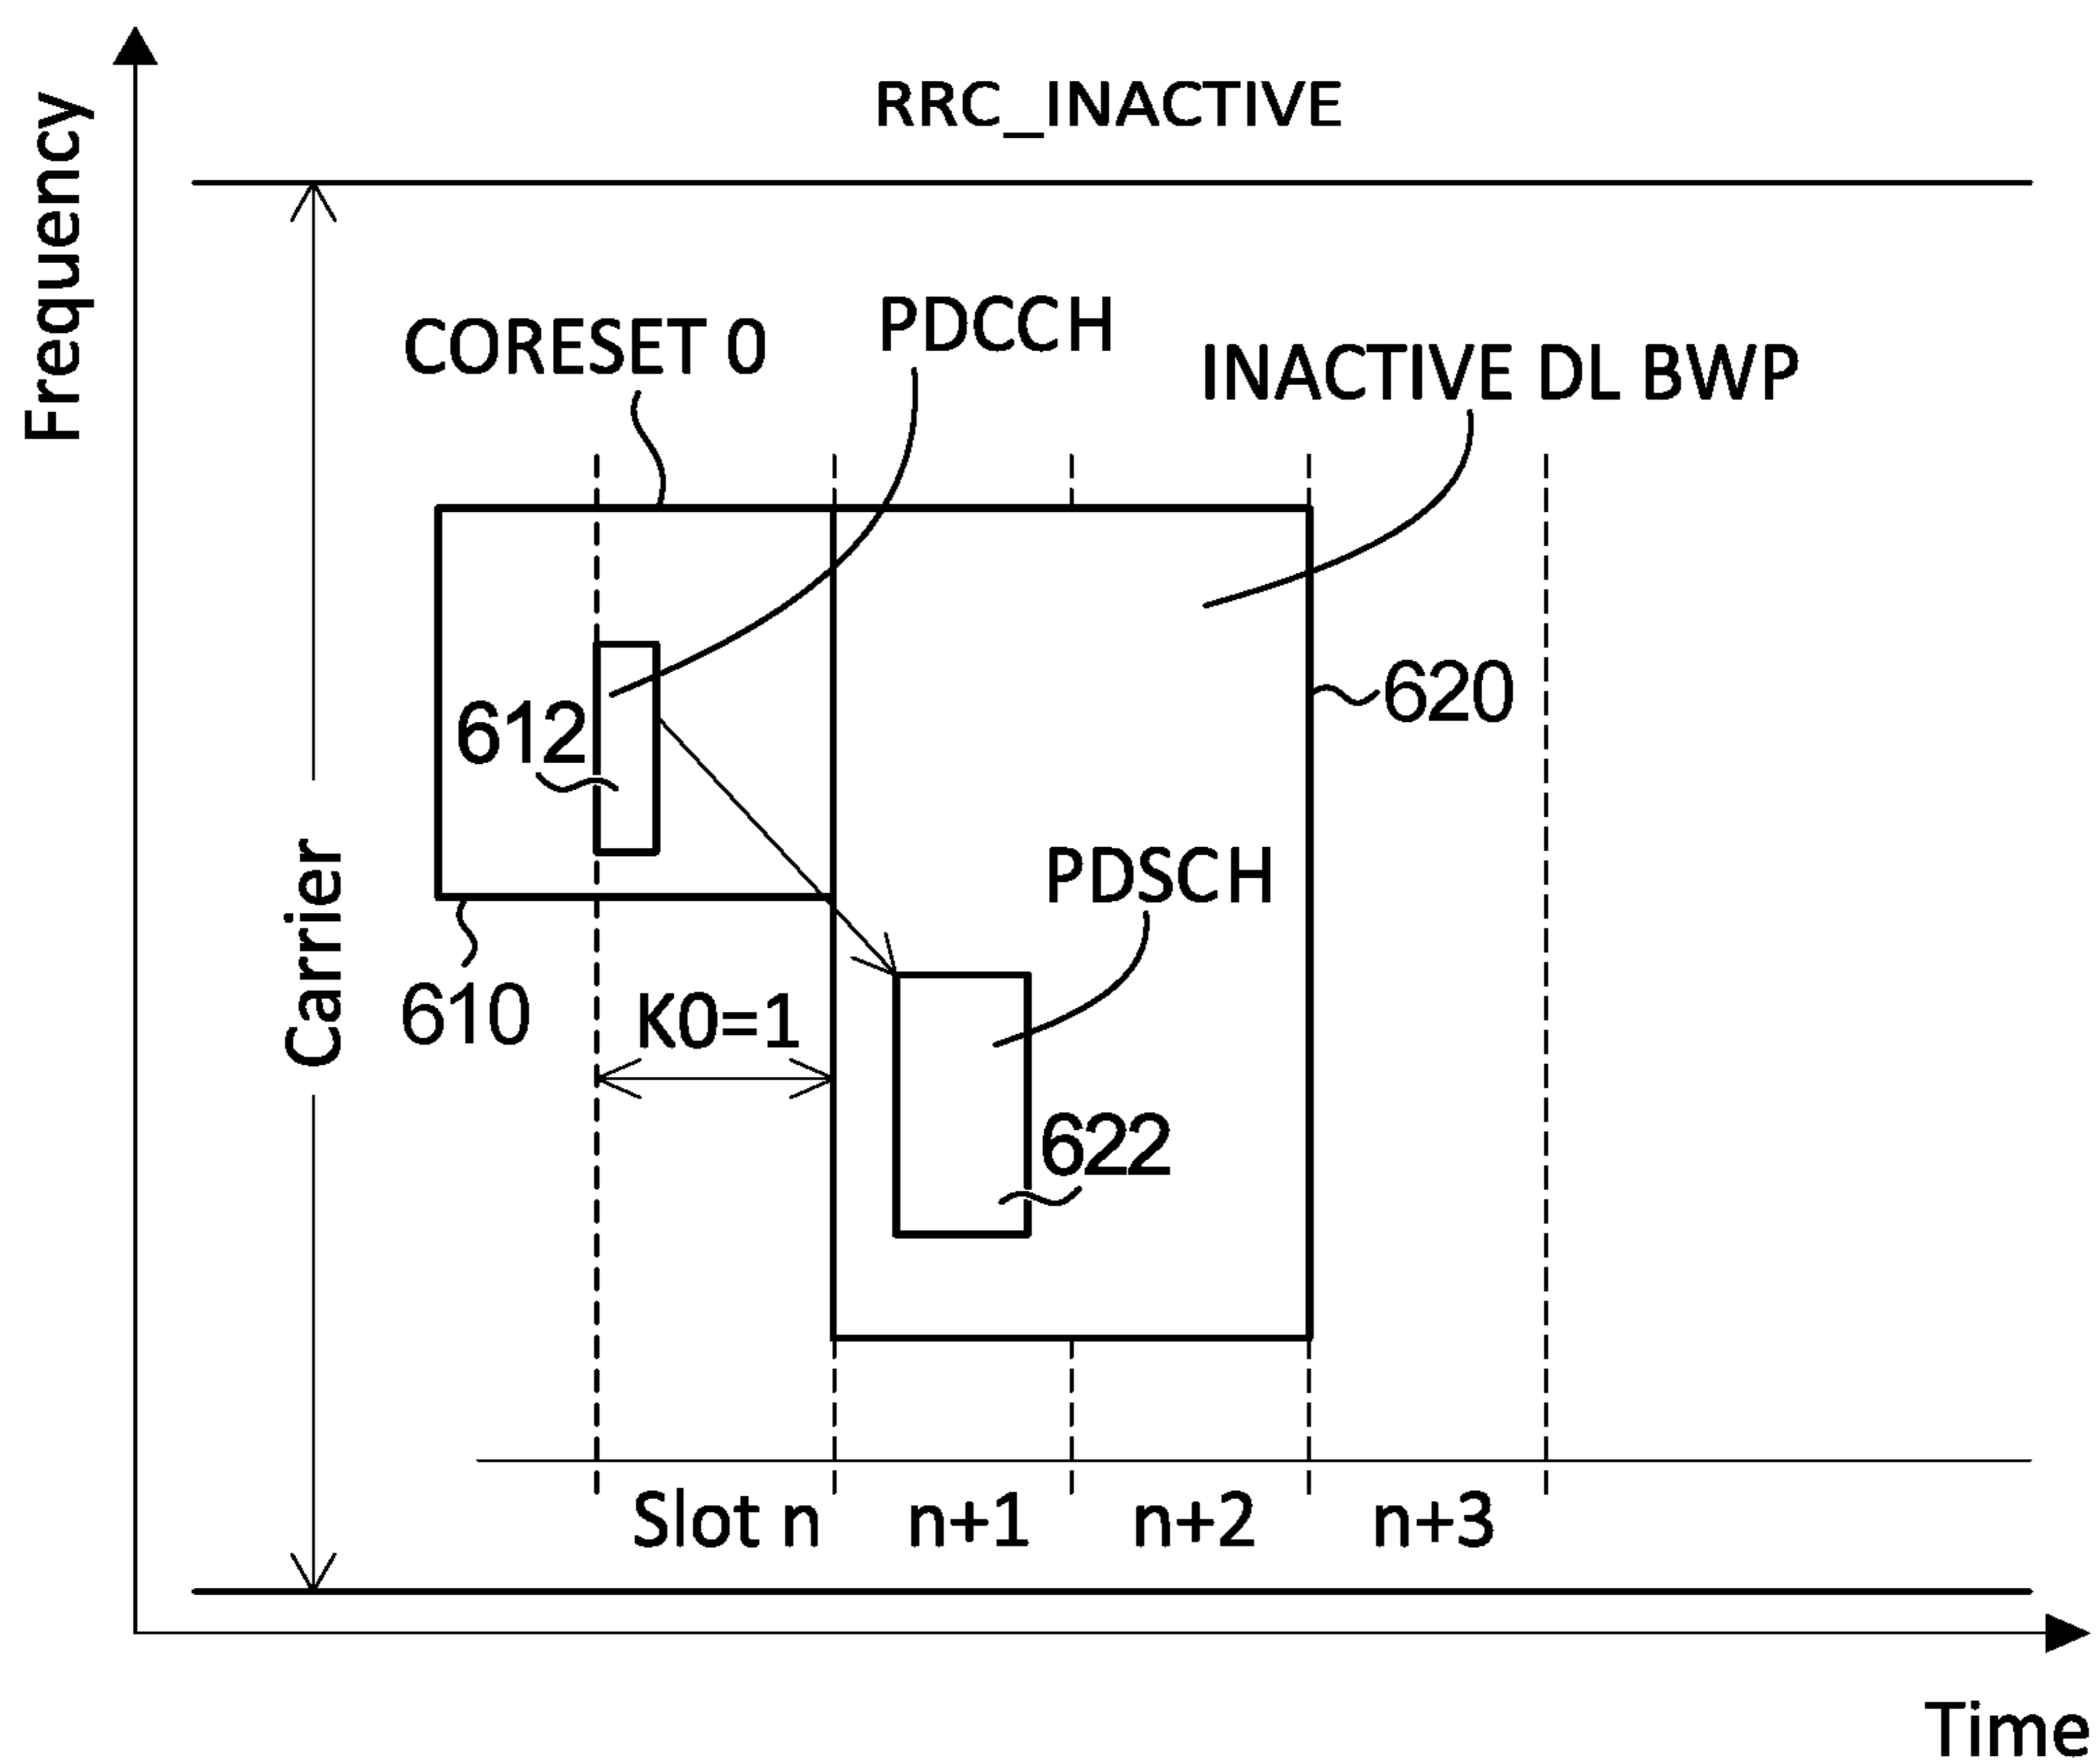 Frequency
RRC_INACTIVE
CORESET 0
PDCCH
INACTIVE DL BWP
612
620
Carrier
PDSCH
610
K0=1
622
Slot n
n+1
n+2
n+3
Time